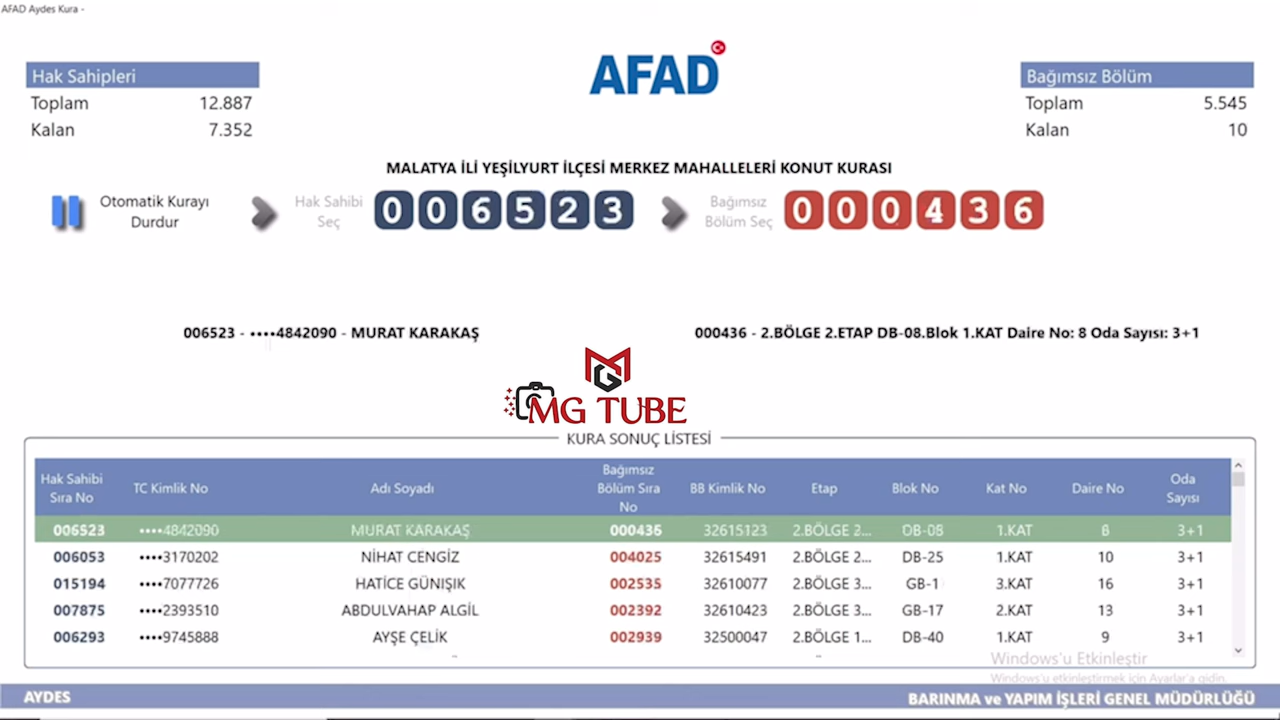 AFAD Aydes Kura -
AFAD
Hak Sahipleri
Toplam 12.887
Kalan 7.352
Bağımsız Bölüm
Toplam 5.545
Kalan 10
MALATYA İLİ YEŞİLYURT İLÇESİ MERKEZ MAHALLELERİ KONUT KURASI
Otomatik Kurayı
Durdur
Hak Sahibi
Seç
006523
Bağımsız
Bölüm Seç
000436
006523 - ••••4842090 - MURAT KARAKAŞ
000436 - 2.BÖLGE 2.ETAP DB-08.Blok 1.KAT Daire No: 8 Oda Sayısı: 3+1
MG TUBE
KURA SONUÇ LİSTESİ
Hak Sahibi Sıra No TC Kimlik No Adı Soyadı Bağımsız Bölüm Sıra No BB Kimlik No Etap Blok No Kat No Daire No Oda Sayısı
006523 ••••4842090 MURAT KARAKAŞ 000436 32615123 2.BÖLGE 2... DB-08 1.KAT 8 3+1
006053 ••••3170202 NİHAT CENGİZ 004025 32615491 2.BÖLGE 2... DB-25 1.KAT 10 3+1
015194 ••••7077726 HATİCE GÜNIŞIK 002535 32610077 2.BÖLGE 3... GB-1 3.KAT 16 3+1
007875 ••••2393510 ABDULVAHAP ALGİL 002392 32610423 2.BÖLGE 3... GB-17 2.KAT 13 3+1
006293 ••••9745888 AYŞE ÇELİK 002939 32500047 2.BÖLGE 1... DB-40 1.KAT 9 3+1
Windows'u Etkinleştir
Windows'u etkinleştirmek için Ayarlar'a gidin.
AYDES
BARINMA ve YAPIM İŞLERİ GENEL MÜDÜRLÜĞÜ